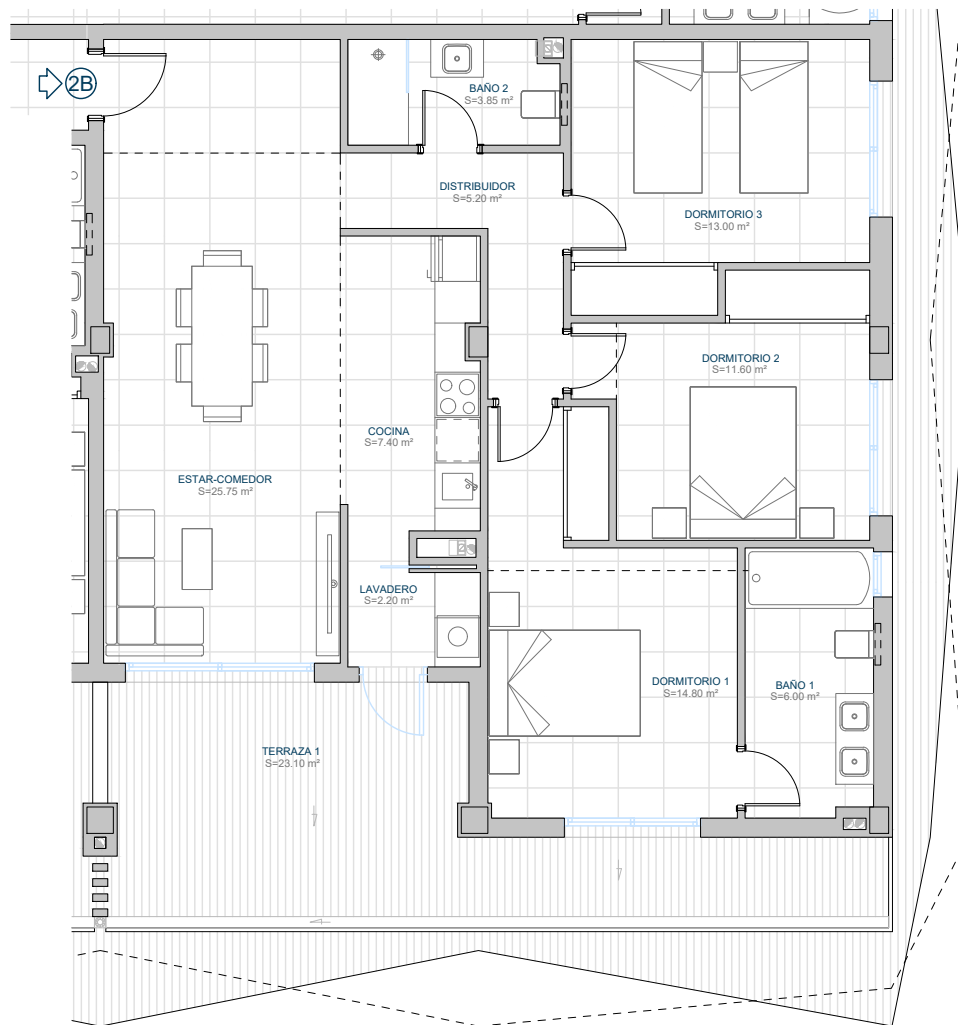 2B
BAÑO 2
S=3.85 m²
DISTRIBUIDOR
S=5.20 m²
DORMITORIO 3
S=13.00 m²
DORMITORIO 2
S=11.60 m²
COCINA
S=7.40 m²
ESTAR-COMEDOR
S=25.75 m²
LAVADERO
S=2.20 m²
DORMITORIO 1
S=14.80 m²
BAÑO 1
S=6.00 m²
TERRAZA 1
S=23.10 m²